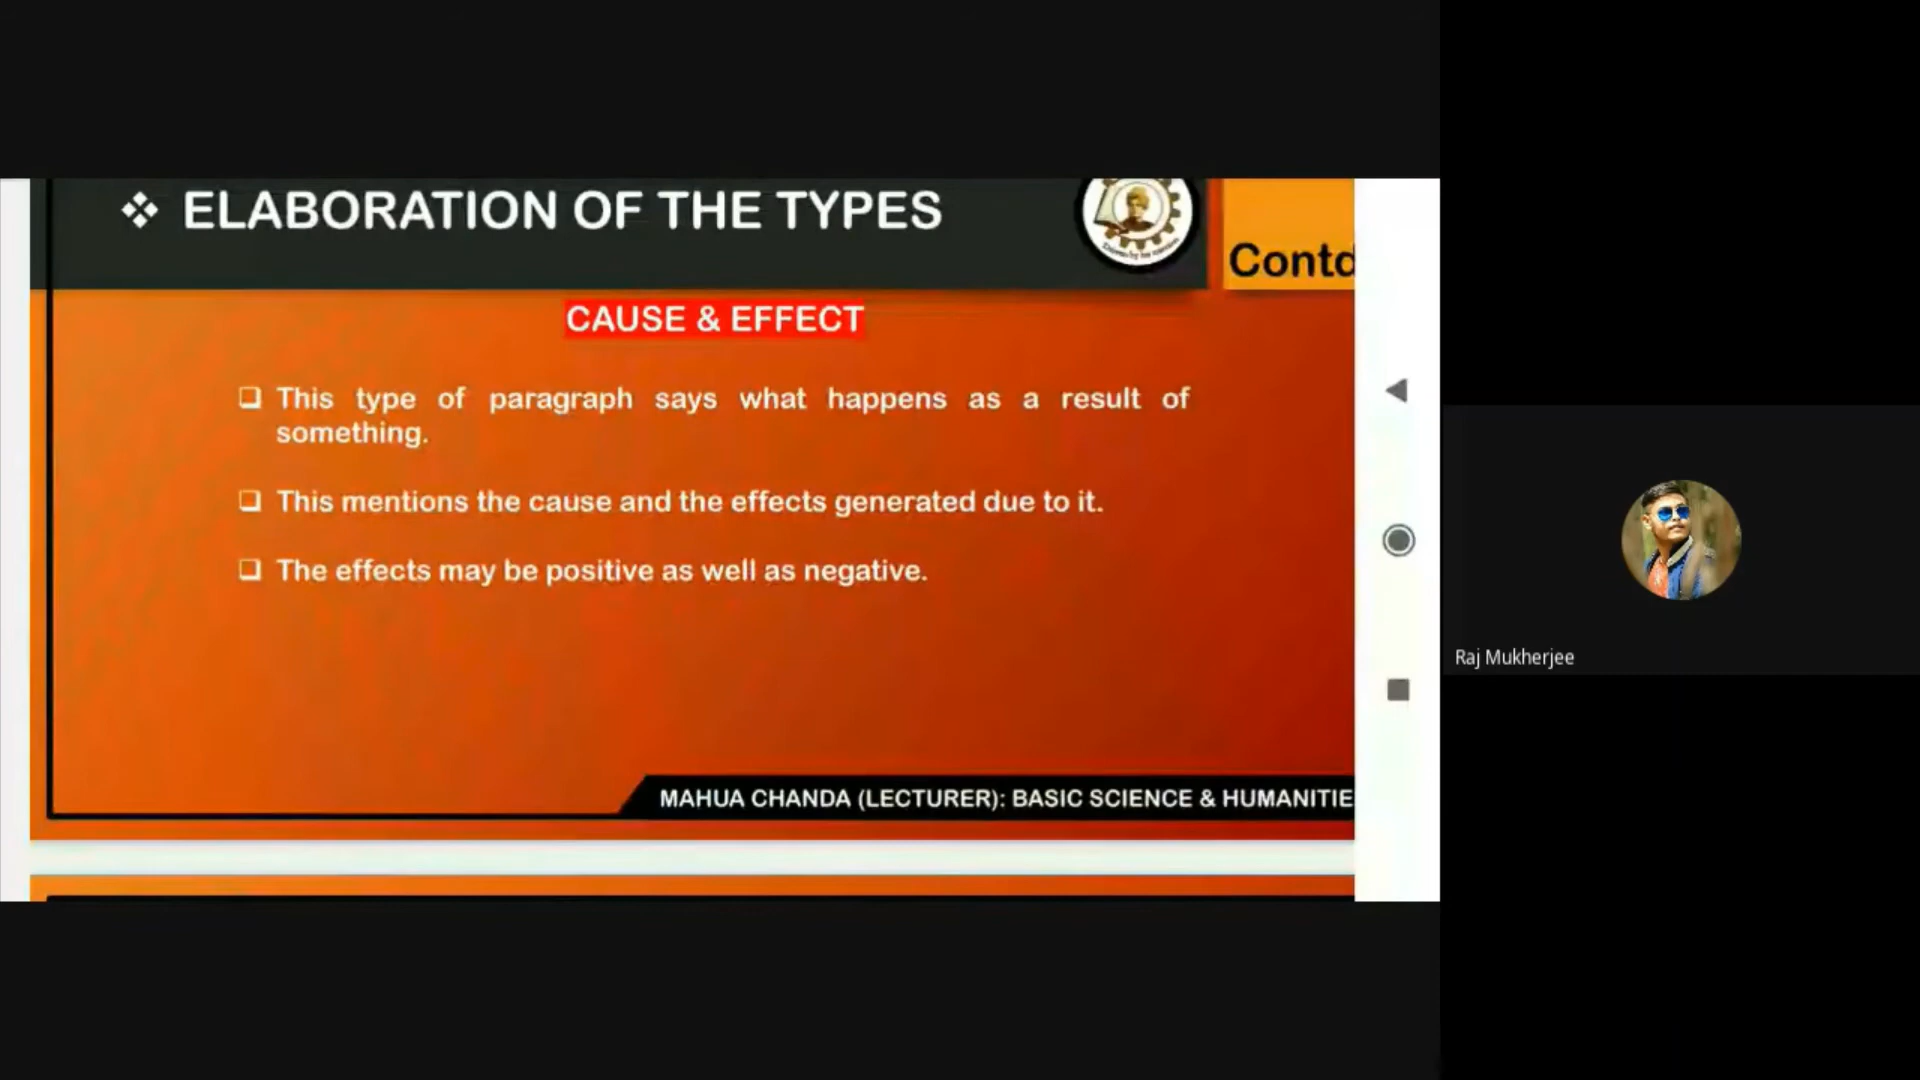 ❖ ELABORATION OF THE TYPES
Contd
CAUSE & EFFECT
❑ This type of paragraph says what happens as a result of
something.
❑ This mentions the cause and the effects generated due to it.
❑ The effects may be positive as well as negative.
MAHUA CHANDA (LECTURER): BASIC SCIENCE & HUMANITIE
Raj Mukherjee